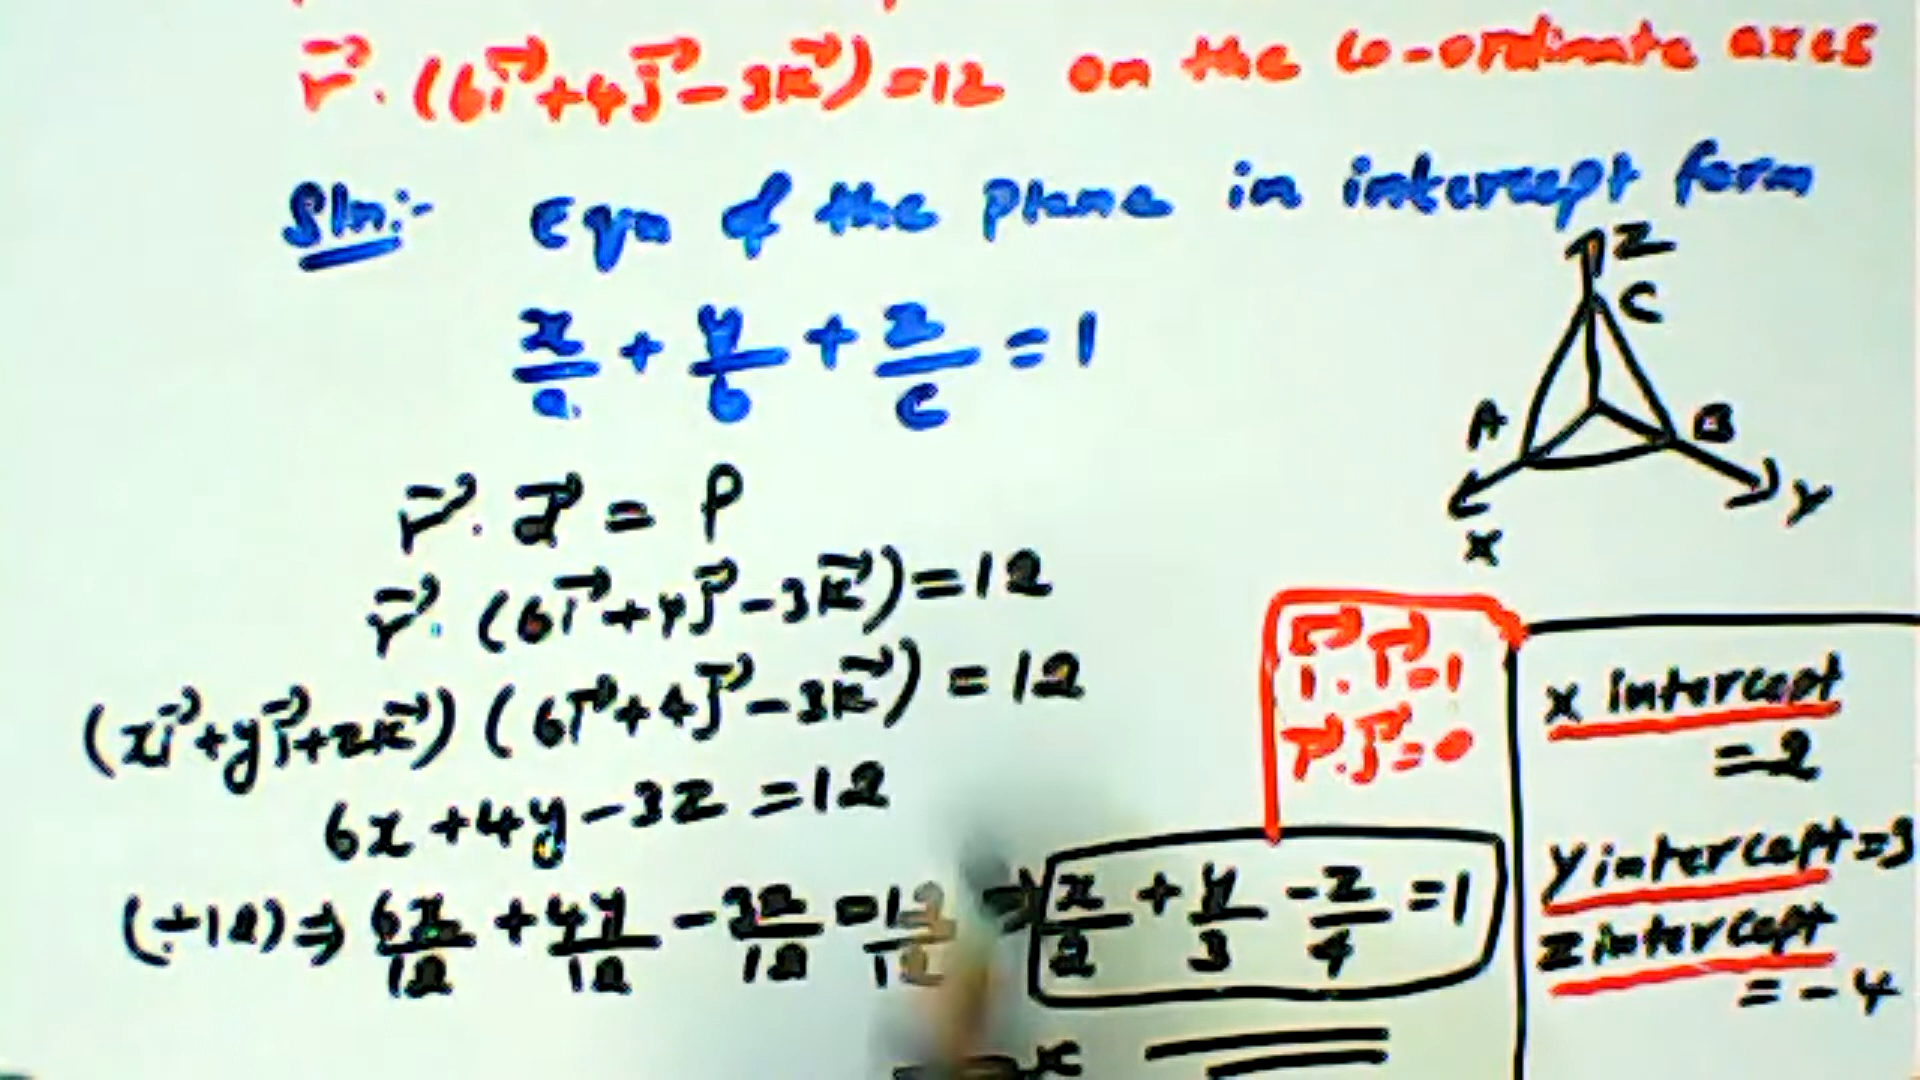 r⃗. (6i⃗+4j⃗-3k⃗)=12 on the co-ordinate axes
Sln:- Eqn of the plane in intercept form
x/a + y/b + z/c = 1
Z
C
A
B
X
Y
r⃗. = P
r⃗. (6i⃗+4j⃗-3k⃗)=12
(xi⃗+yj⃗+zk⃗) (6i⃗+4j⃗-3k⃗) = 12
6x+4y-3z =12
(÷12)⇒ 6x/12 + 4y/12 - 3z/12 = 12/12 ⇒ x/2 + y/3 - z/4 = 1
i⃗. i⃗=1
i⃗.j⃗=0
x intercept
=2
Y intercept=3
Z intercept
=-4